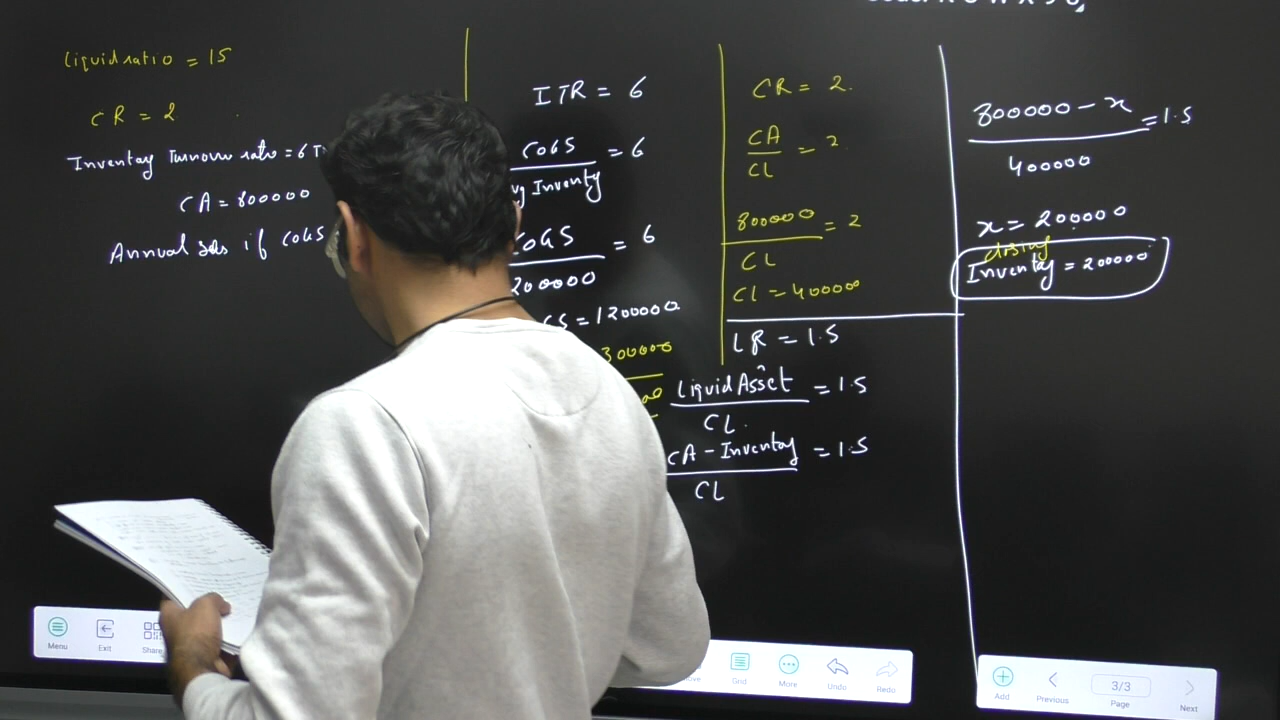 Liquid ratio = 15
CR = 2
Inventory Turnover ratio = 6 T
CA = 800000
Annual sales if COGS
ITR = 6
COGS
= 6
vg Inventy
COGS
= 6
200000
GS = 1200000
300000
CR = 2.
CA
= 2
CL
800000
= 2
CL
CL = 400000
LR = 1.5
Liquid Asset
= 1.5
CL.
CA - Inventory
= 1.5
CL
800000 - x
= 1.5
400000
x = 200000
closing
Inventory = 200000
Menu
Exit
Share
Grid
More
Undo
Redo
Add
Previous
3/3
Page
Next